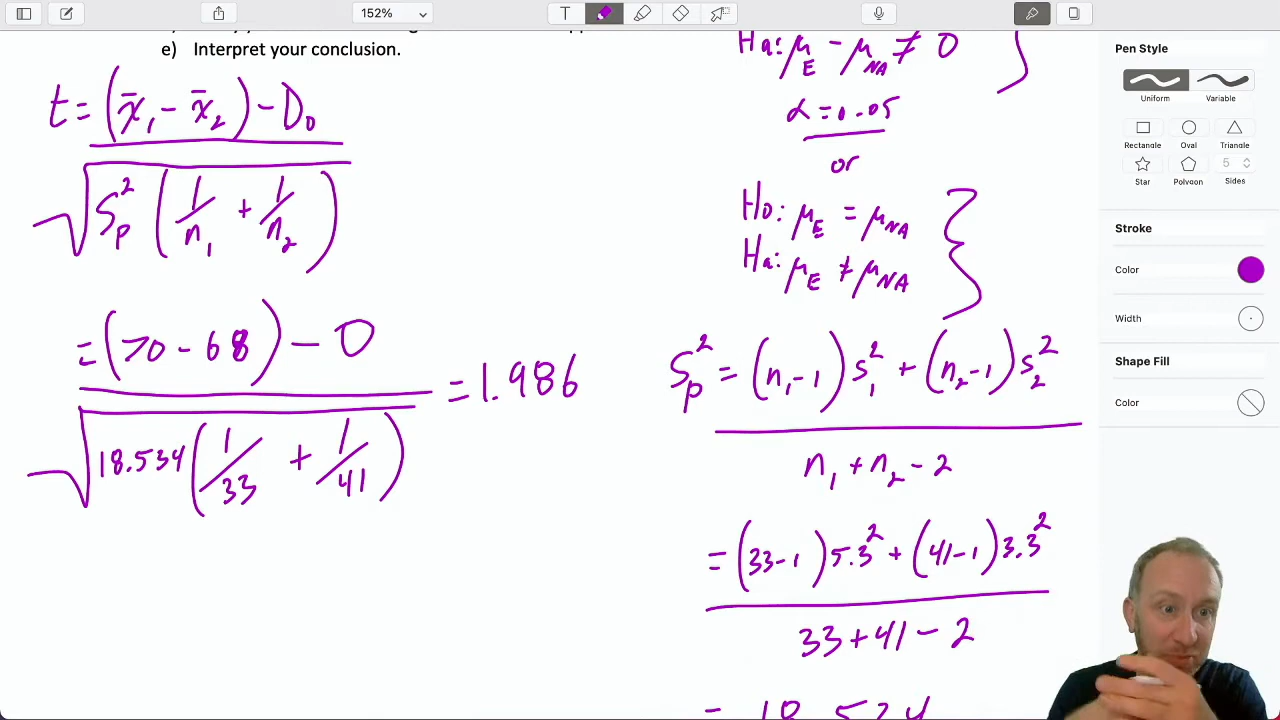 152%
T
e) Interpret your conclusion.
t = (x̄₁ - x̄₂) - D₀
√ Sp² (1/n₁ + 1/n₂)
= (70 - 68) - 0
√ 18.534 (1/33 + 1/41)
= 1.986
Ha: μE - μNA ≠ 0
α = 0.05
or
Ho: μE = μNA
Ha: μE ≠ μNA
Sp² = (n₁-1) s₁² + (n₂-1) s₂²
n₁ + n₂ - 2
= (33-1) 5.3² + (41-1) 3.3²
33 + 41 - 2
= 18.534
Pen Style
Uniform Variable
Rectangle Oval Triangle
5
Star Polygon Sides
Stroke
Color
Width
Shape Fill
Color